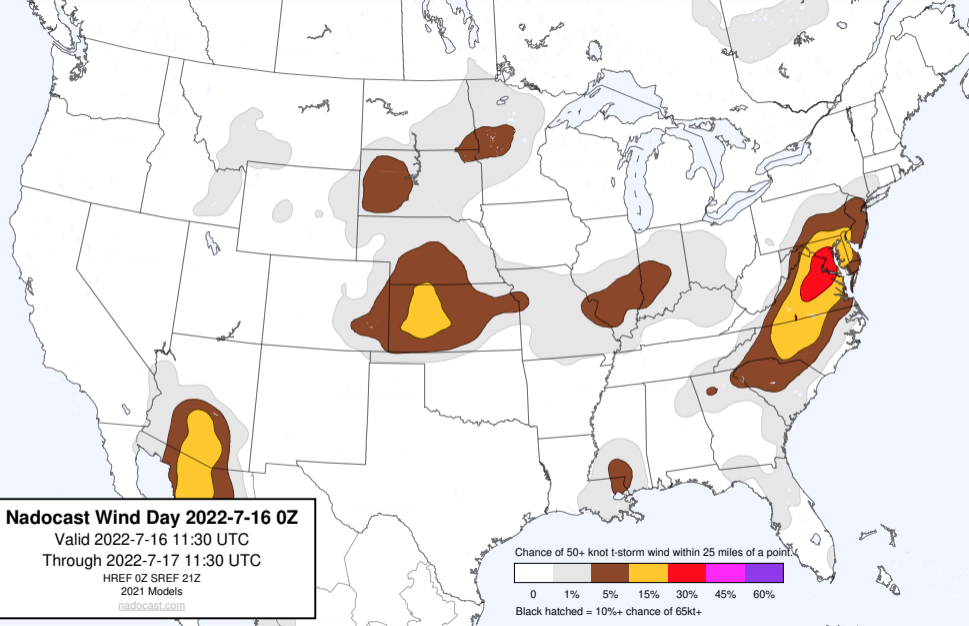 Nadocast Wind Day 2022-7-16 0Z
Valid 2022-7-16 11:30 UTC
Through 2022-7-17 11:30 UTC
HREF 0Z SREF 21Z
2021 Models
nadocast.com
Chance of 50+ knot t-storm wind within 25 miles of a point.
0 1% 5% 15% 30% 45% 60%
Black hatched = 10%+ chance of 65kt+